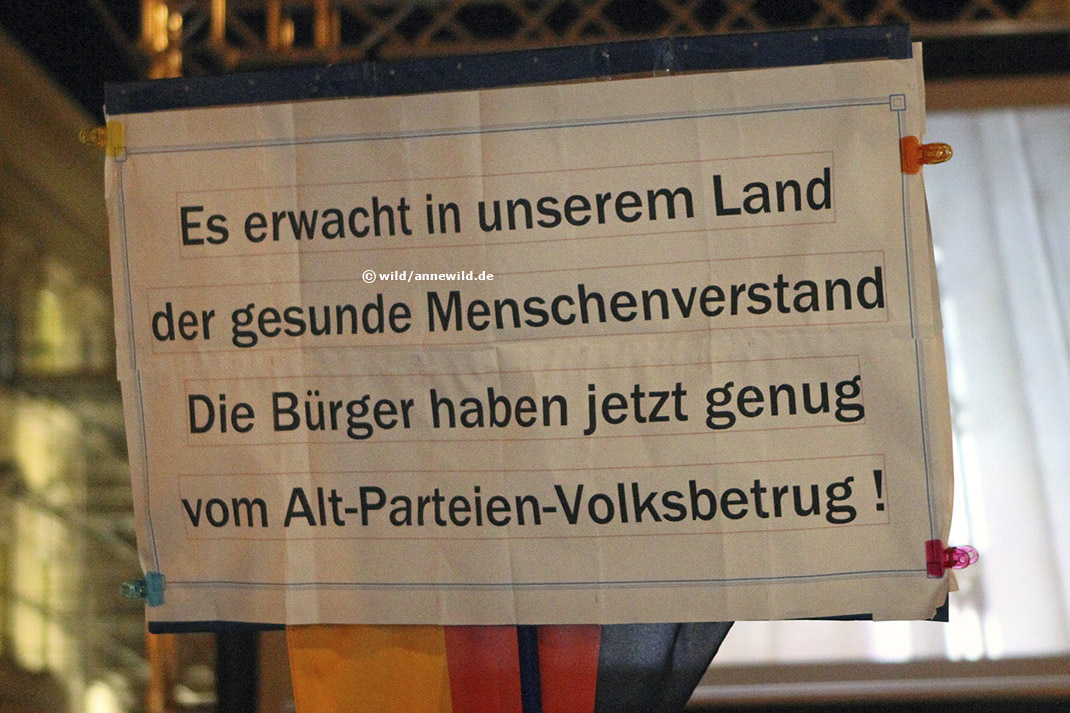 Es erwacht in unserem Land
© wild/annewild.de
der gesunde Menschenverstand
Die Bürger haben jetzt genug
vom Alt-Parteien-Volksbetrug !